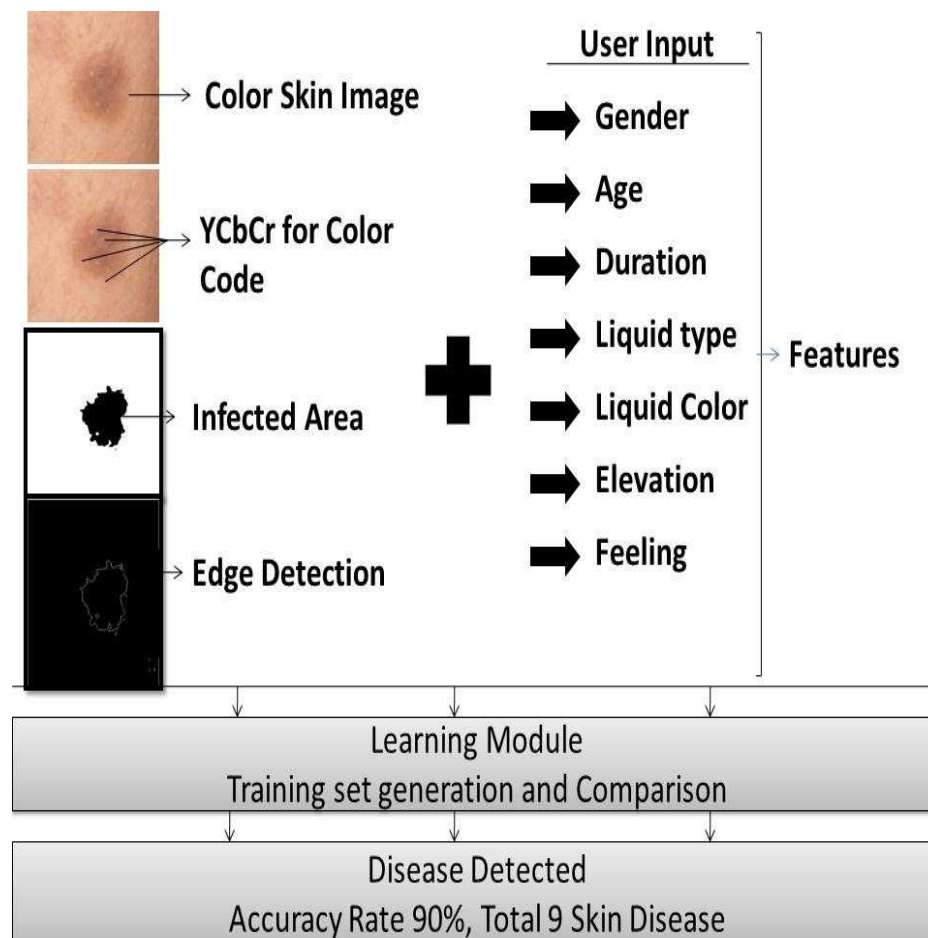 Color Skin Image
YCbCr for Color
Code
Infected Area
Edge Detection
User Input
Gender
Age
Duration
Liquid type
Liquid Color
Elevation
Feeling
Features
Learning Module
Training set generation and Comparison
Disease Detected
Accuracy Rate 90%, Total 9 Skin Disease